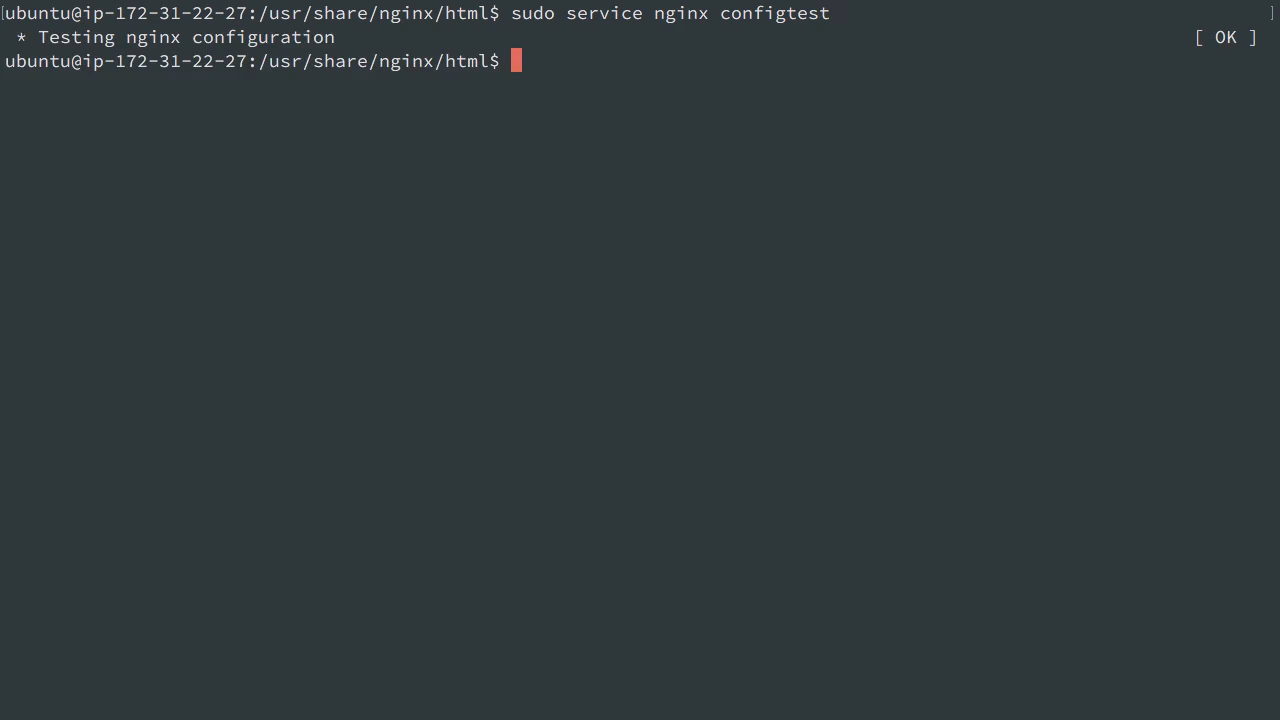 [ubuntu@ip-172-31-22-27:/usr/share/nginx/html$ sudo service nginx configtest ]
* Testing nginx configuration [ OK ]
ubuntu@ip-172-31-22-27:/usr/share/nginx/html$